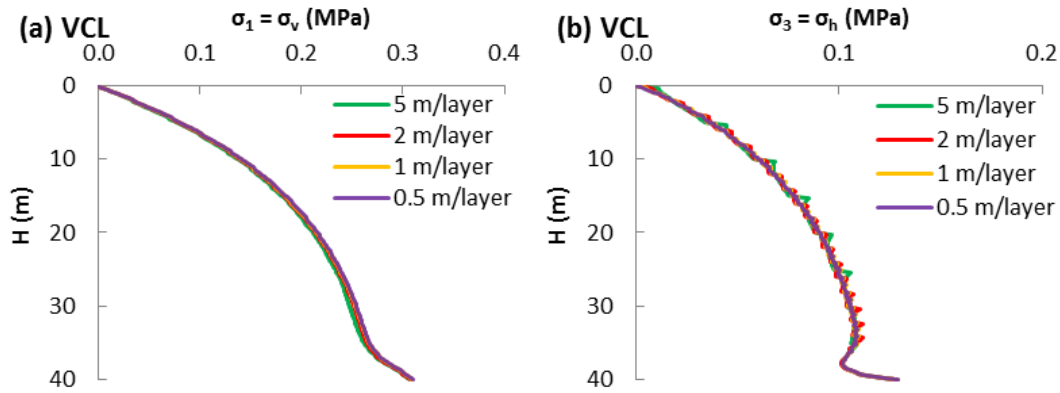 (a) VCL
σ₁ = σᵥ (MPa)
0.0 0.1 0.2 0.3 0.4
0
10
20
30
40
H (m)
5 m/layer
2 m/layer
1 m/layer
0.5 m/layer
(b) VCL
σ₃ = σₕ (MPa)
0.0 0.1 0.2
0
10
20
30
40
H (m)
5 m/layer
2 m/layer
1 m/layer
0.5 m/layer